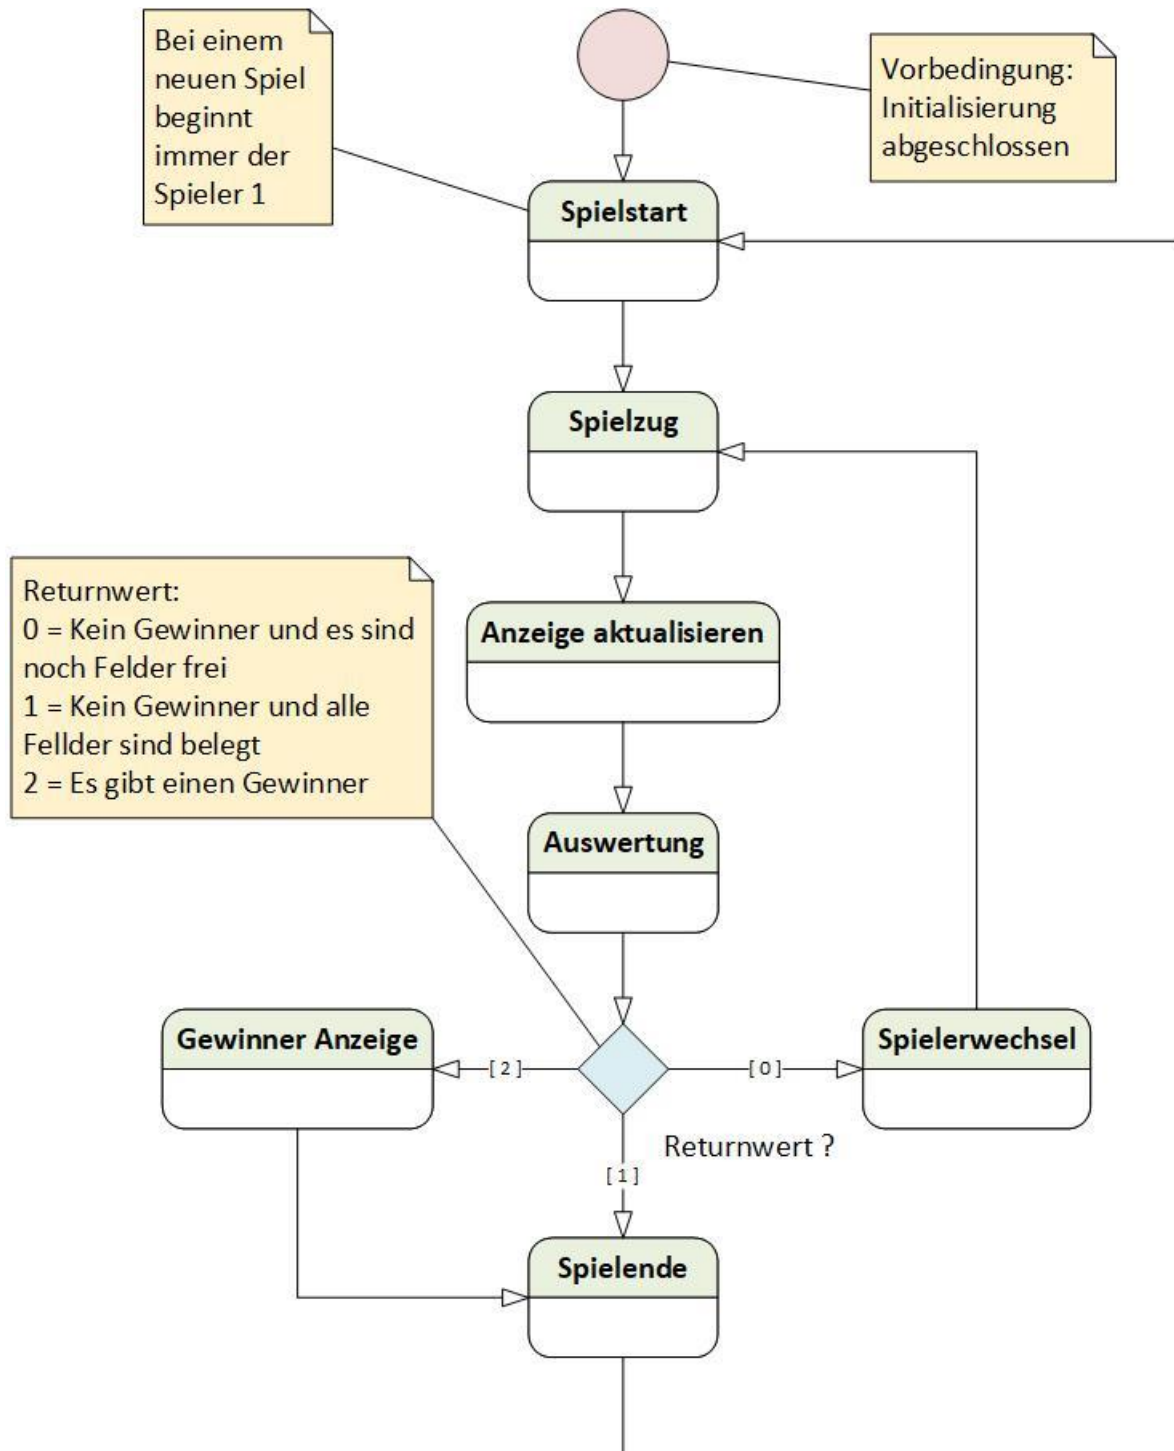 Bei einem
neuen Spiel
beginnt
immer der
Spieler 1
Vorbedingung:
Initialisierung
abgeschlossen
Spielstart
Spielzug
Returnwert:
0 = Kein Gewinner und es sind
noch Felder frei
1 = Kein Gewinner und alle
Fellder sind belegt
2 = Es gibt einen Gewinner
Anzeige aktualisieren
Auswertung
Gewinner Anzeige
[ 2 ]
[ 0 ]
Spielerwechsel
Returnwert ?
[ 1 ]
Spielende